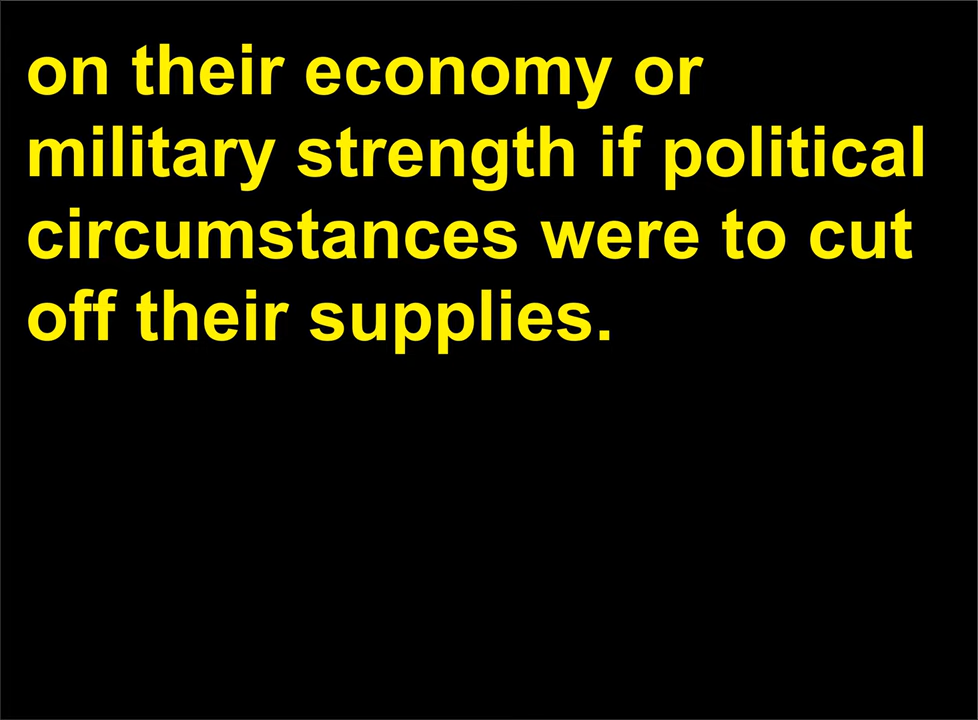 on their economy or
military strength if political
circumstances were to cut
off their supplies.